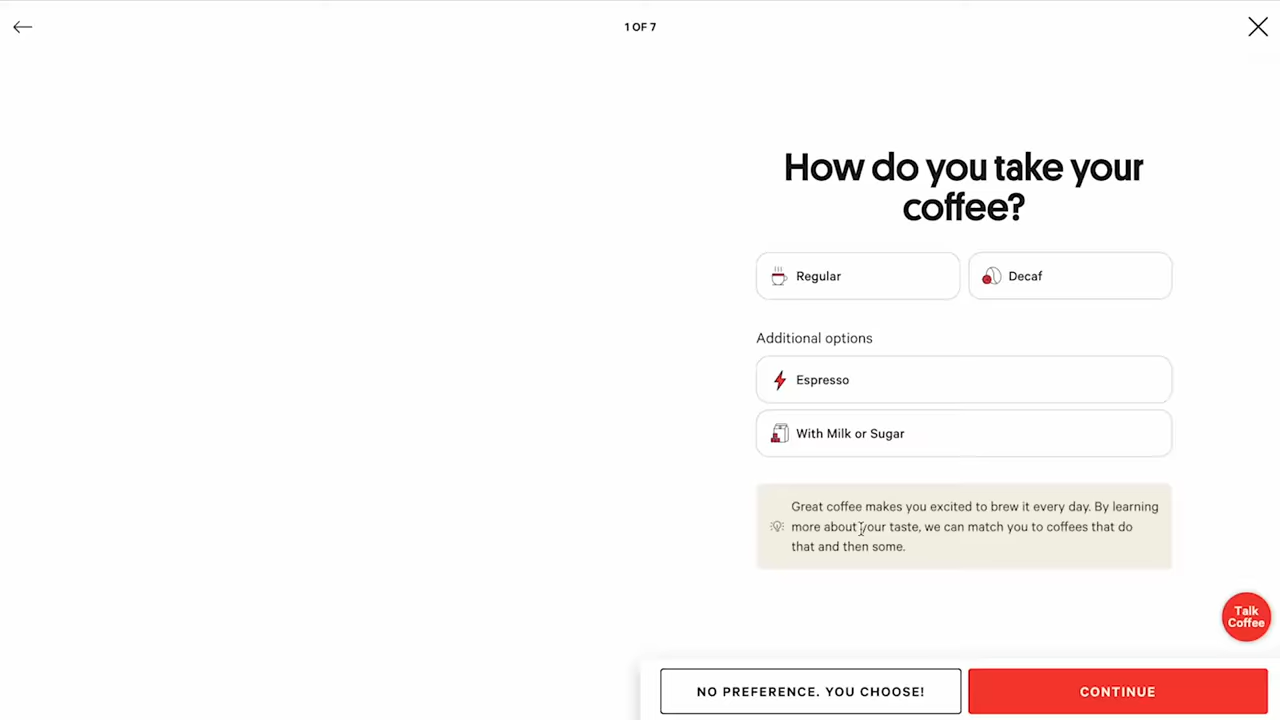 1 OF 7
How do you take your
coffee?
Regular
Decaf
Additional options
Espresso
With Milk or Sugar
Great coffee makes you excited to brew it every day. By learning
more about your taste, we can match you to coffees that do
that and then some.
Talk
Coffee
NO PREFERENCE. YOU CHOOSE!
CONTINUE